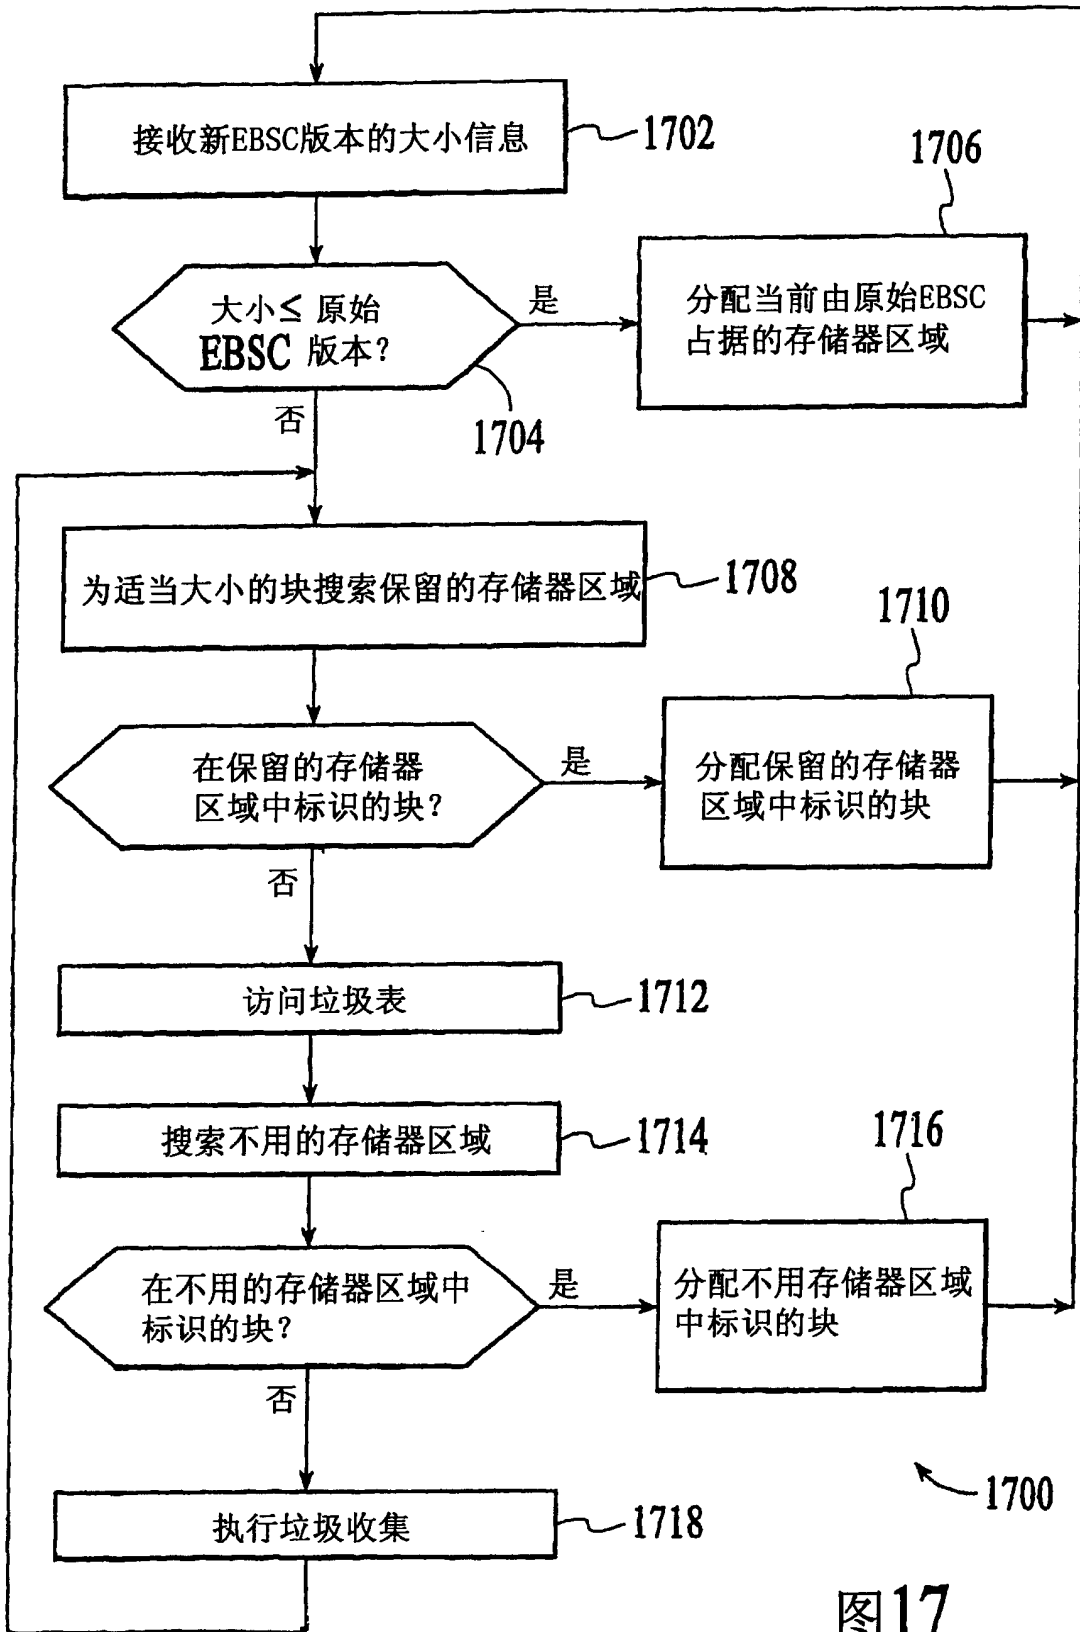 接收新EBSC版本的大小信息
1702
1706
大小≤ 原始
EBSC 版本?
是
分配当前由原始EBSC
占据的存储器区域
否
1704
为适当大小的块搜索保留的存储器区域
1708
1710
在保留的存储器
区域中标识的块?
是
分配保留的存储器
区域中标识的块
否
访问垃圾表
1712
搜索不用的存储器区域
1714
1716
在不用的存储器区域中
标识的块?
是
分配不用存储器区域
中标识的块
否
1700
执行垃圾收集
1718
图17